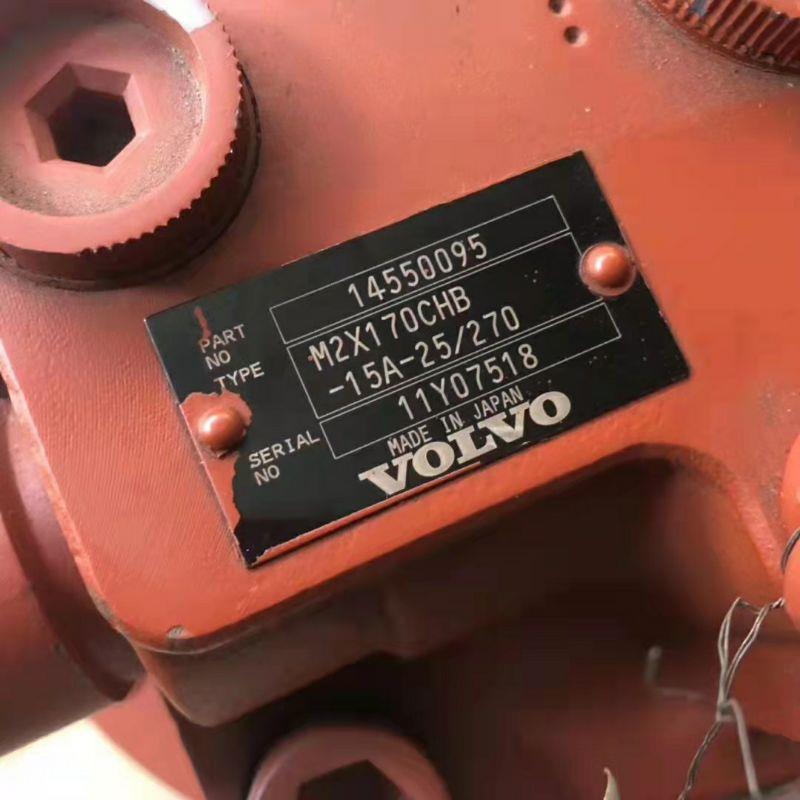 PART NO 14550095
TYPE M2X170CHB
-15A-25/270
SERIAL NO 11Y07518
MADE IN JAPAN
VOLVO